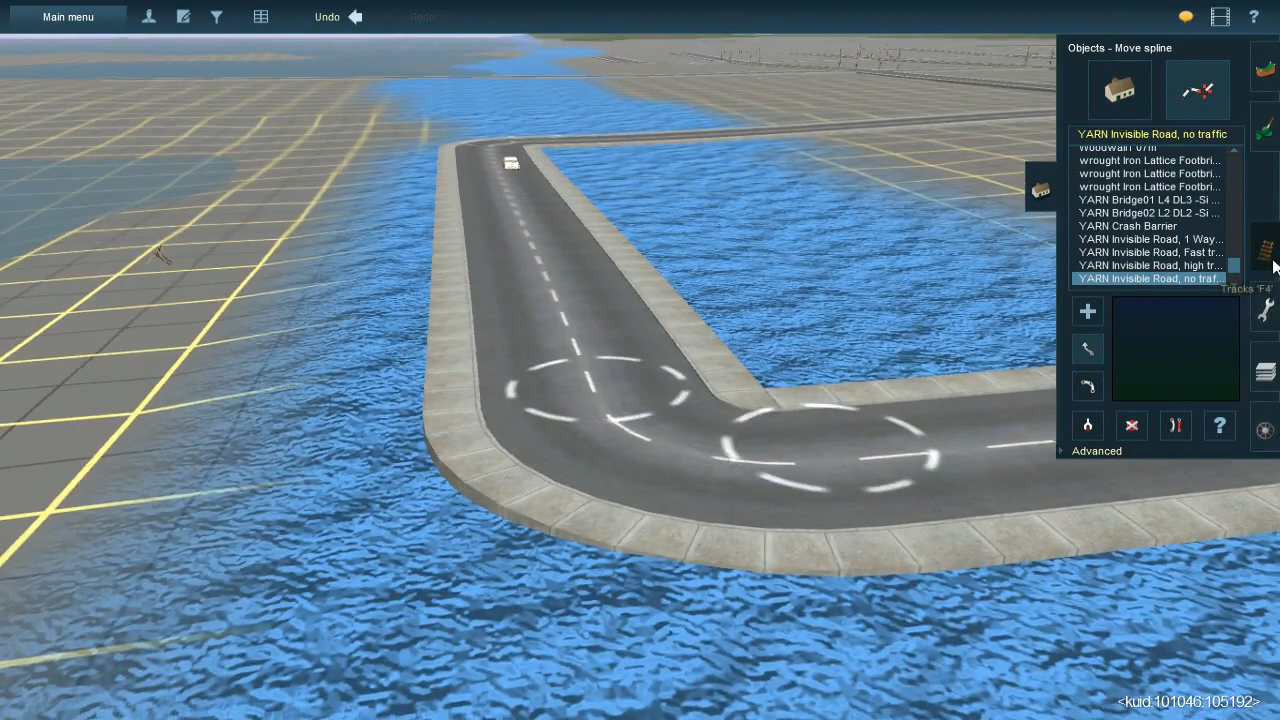 Main menu
Undo
Redo
Objects - Move spline
YARN Invisible Road, no traffic
Woodwall 07m
wrought Iron Lattice Footbri...
wrought Iron Lattice Footbri...
wrought Iron Lattice Footbri...
YARN Bridge01 L4 DL3 -Si ...
YARN Bridge02 L2 DL2 -Si ...
YARN Crash Barrier
YARN Invisible Road, 1 Way...
YARN Invisible Road, Fast tr...
YARN Invisible Road, high tr...
YARN Invisible Road, no traf...
Tracks 'F4'
Advanced
<kuid:101046:105192>